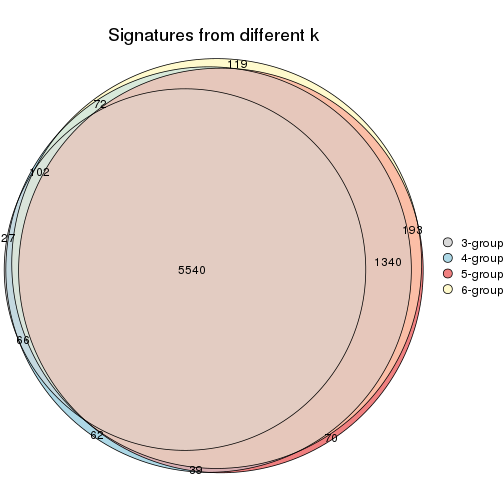 Signatures from different k
119
72
102
193
27
1340
5540
66
62
70
39
3-group
4-group
5-group
6-group